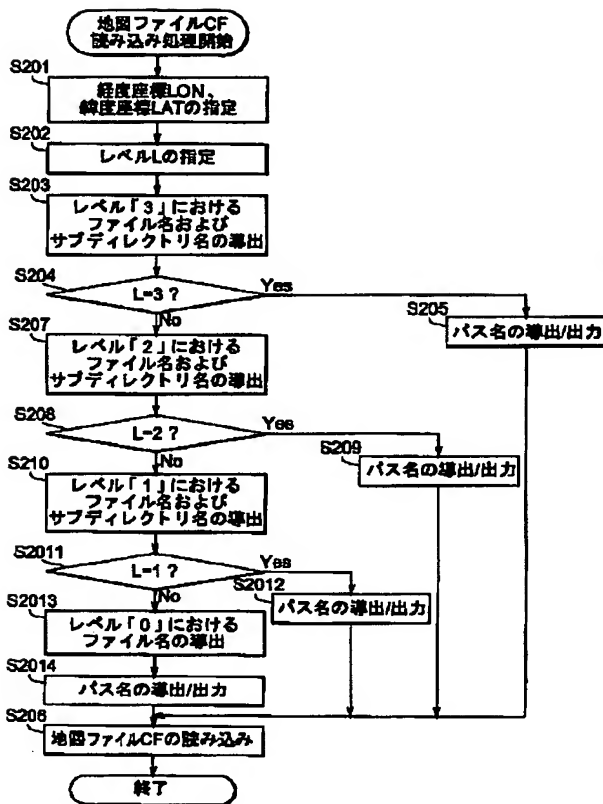 地図ファイルCF
読み込み処理開始
S201
経度座標LON、
緯度座標LATの指定
S202
レベルLの指定
S203
レベル「3」における
ファイル名および
サブディレクトリ名の導出
S204
L=3 ?
Yes
No
S205
パス名の導出/出力
S207
レベル「2」における
ファイル名および
サブディレクトリ名の導出
S208
L=2 ?
Yes
No
S209
パス名の導出/出力
S210
レベル「1」における
ファイル名および
サブディレクトリ名の導出
S2011
L=1 ?
Yes
No
S2012
パス名の導出/出力
S2013
レベル「0」における
ファイル名の導出
S2014
パス名の導出/出力
S206
地図ファイルCFの読み込み
終了